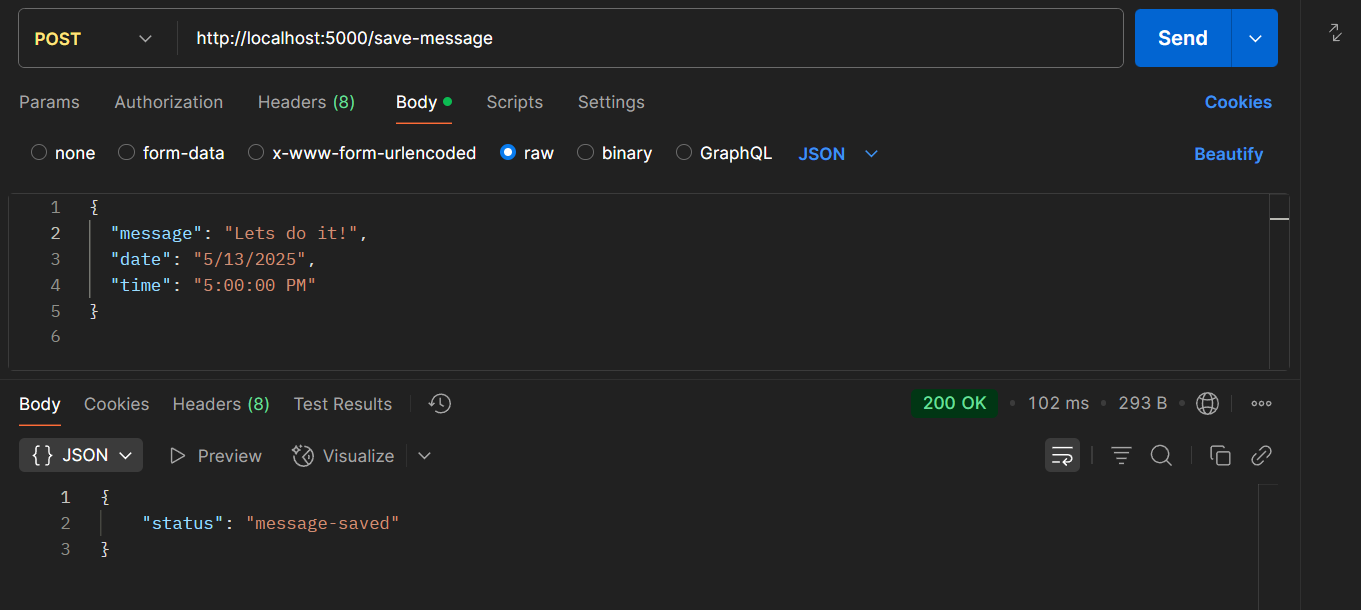 POST http://localhost:5000/save-message Send
Params Authorization Headers (8) Body Scripts Settings Cookies
none form-data x-www-form-urlencoded raw binary GraphQL JSON Beautify
1 {
2 "message": "Lets do it!",
3 "date": "5/13/2025",
4 "time": "5:00:00 PM"
5 }
6
Body Cookies Headers (8) Test Results 200 OK • 102 ms • 293 B •
{} JSON Preview Visualize
1 {
2 "status": "message-saved"
3 }